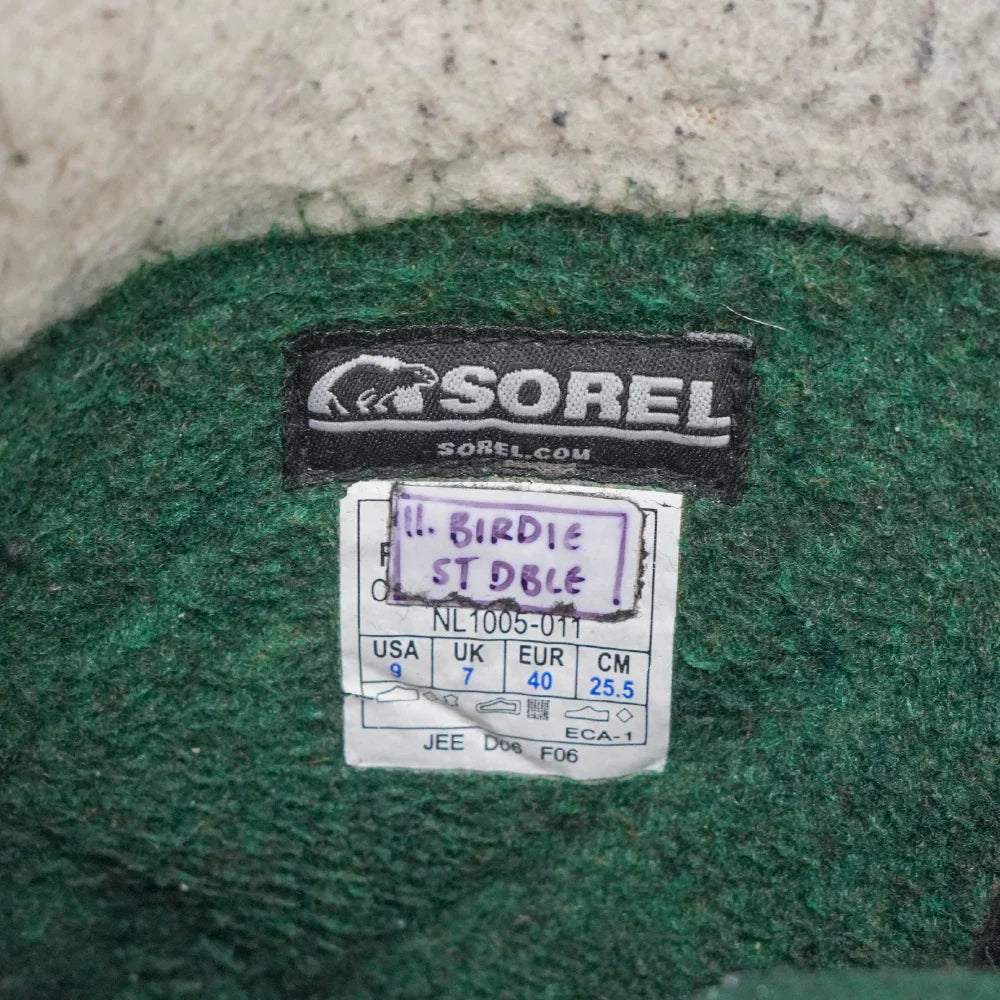 SOREL
SOREL.COM
11. BIRDIE
ST DBLE
NL1005-011
USA UK EUR CM
9 7 40 25.5
ECA-1
JEE D06 F06